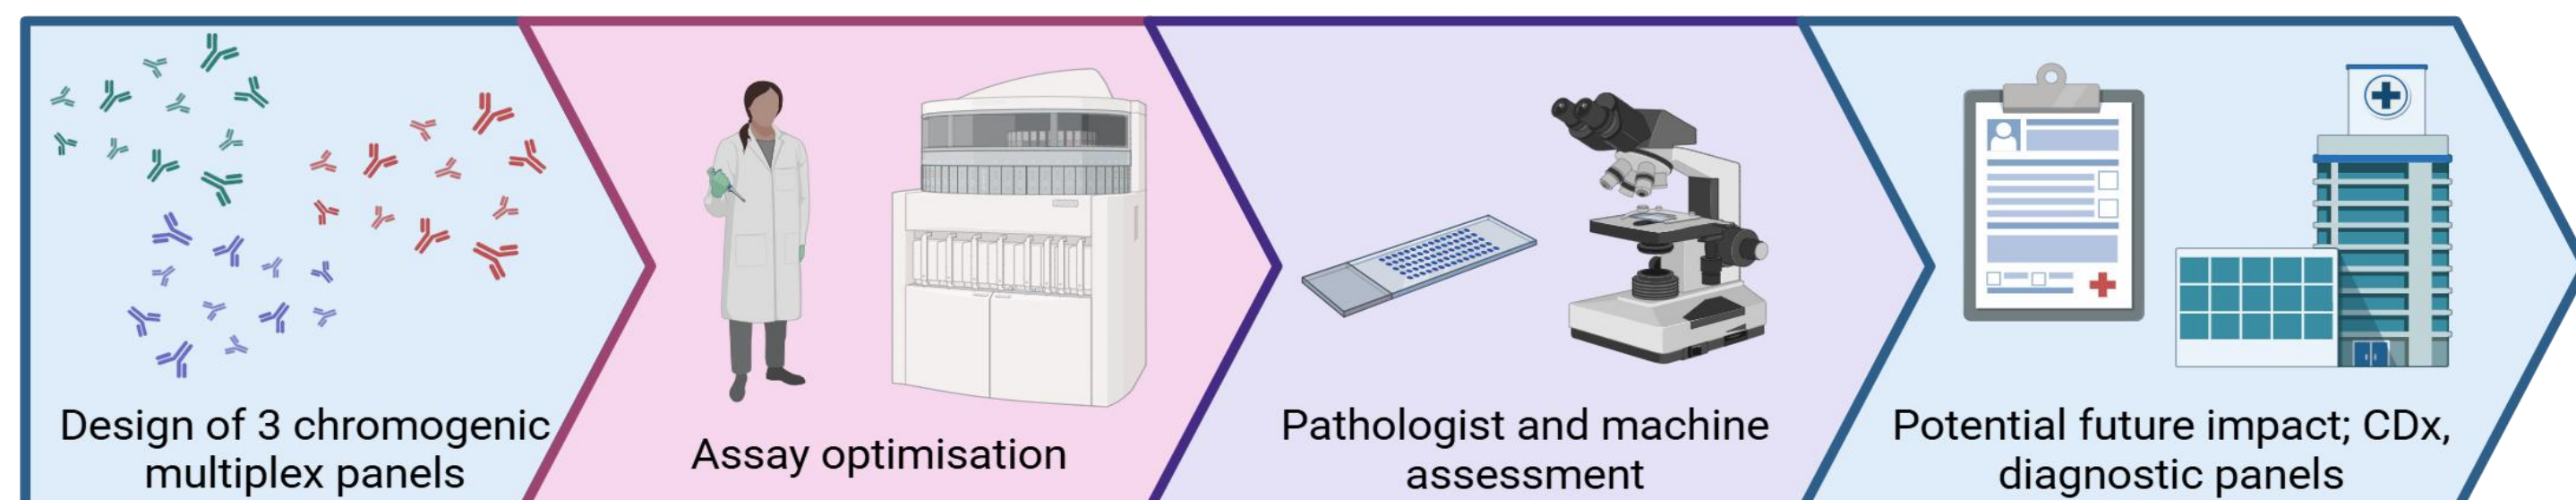 Design of 3 chromogenic
multiplex panels
Assay optimisation
Pathologist and machine
assessment
Potential future impact; CDx,
diagnostic panels